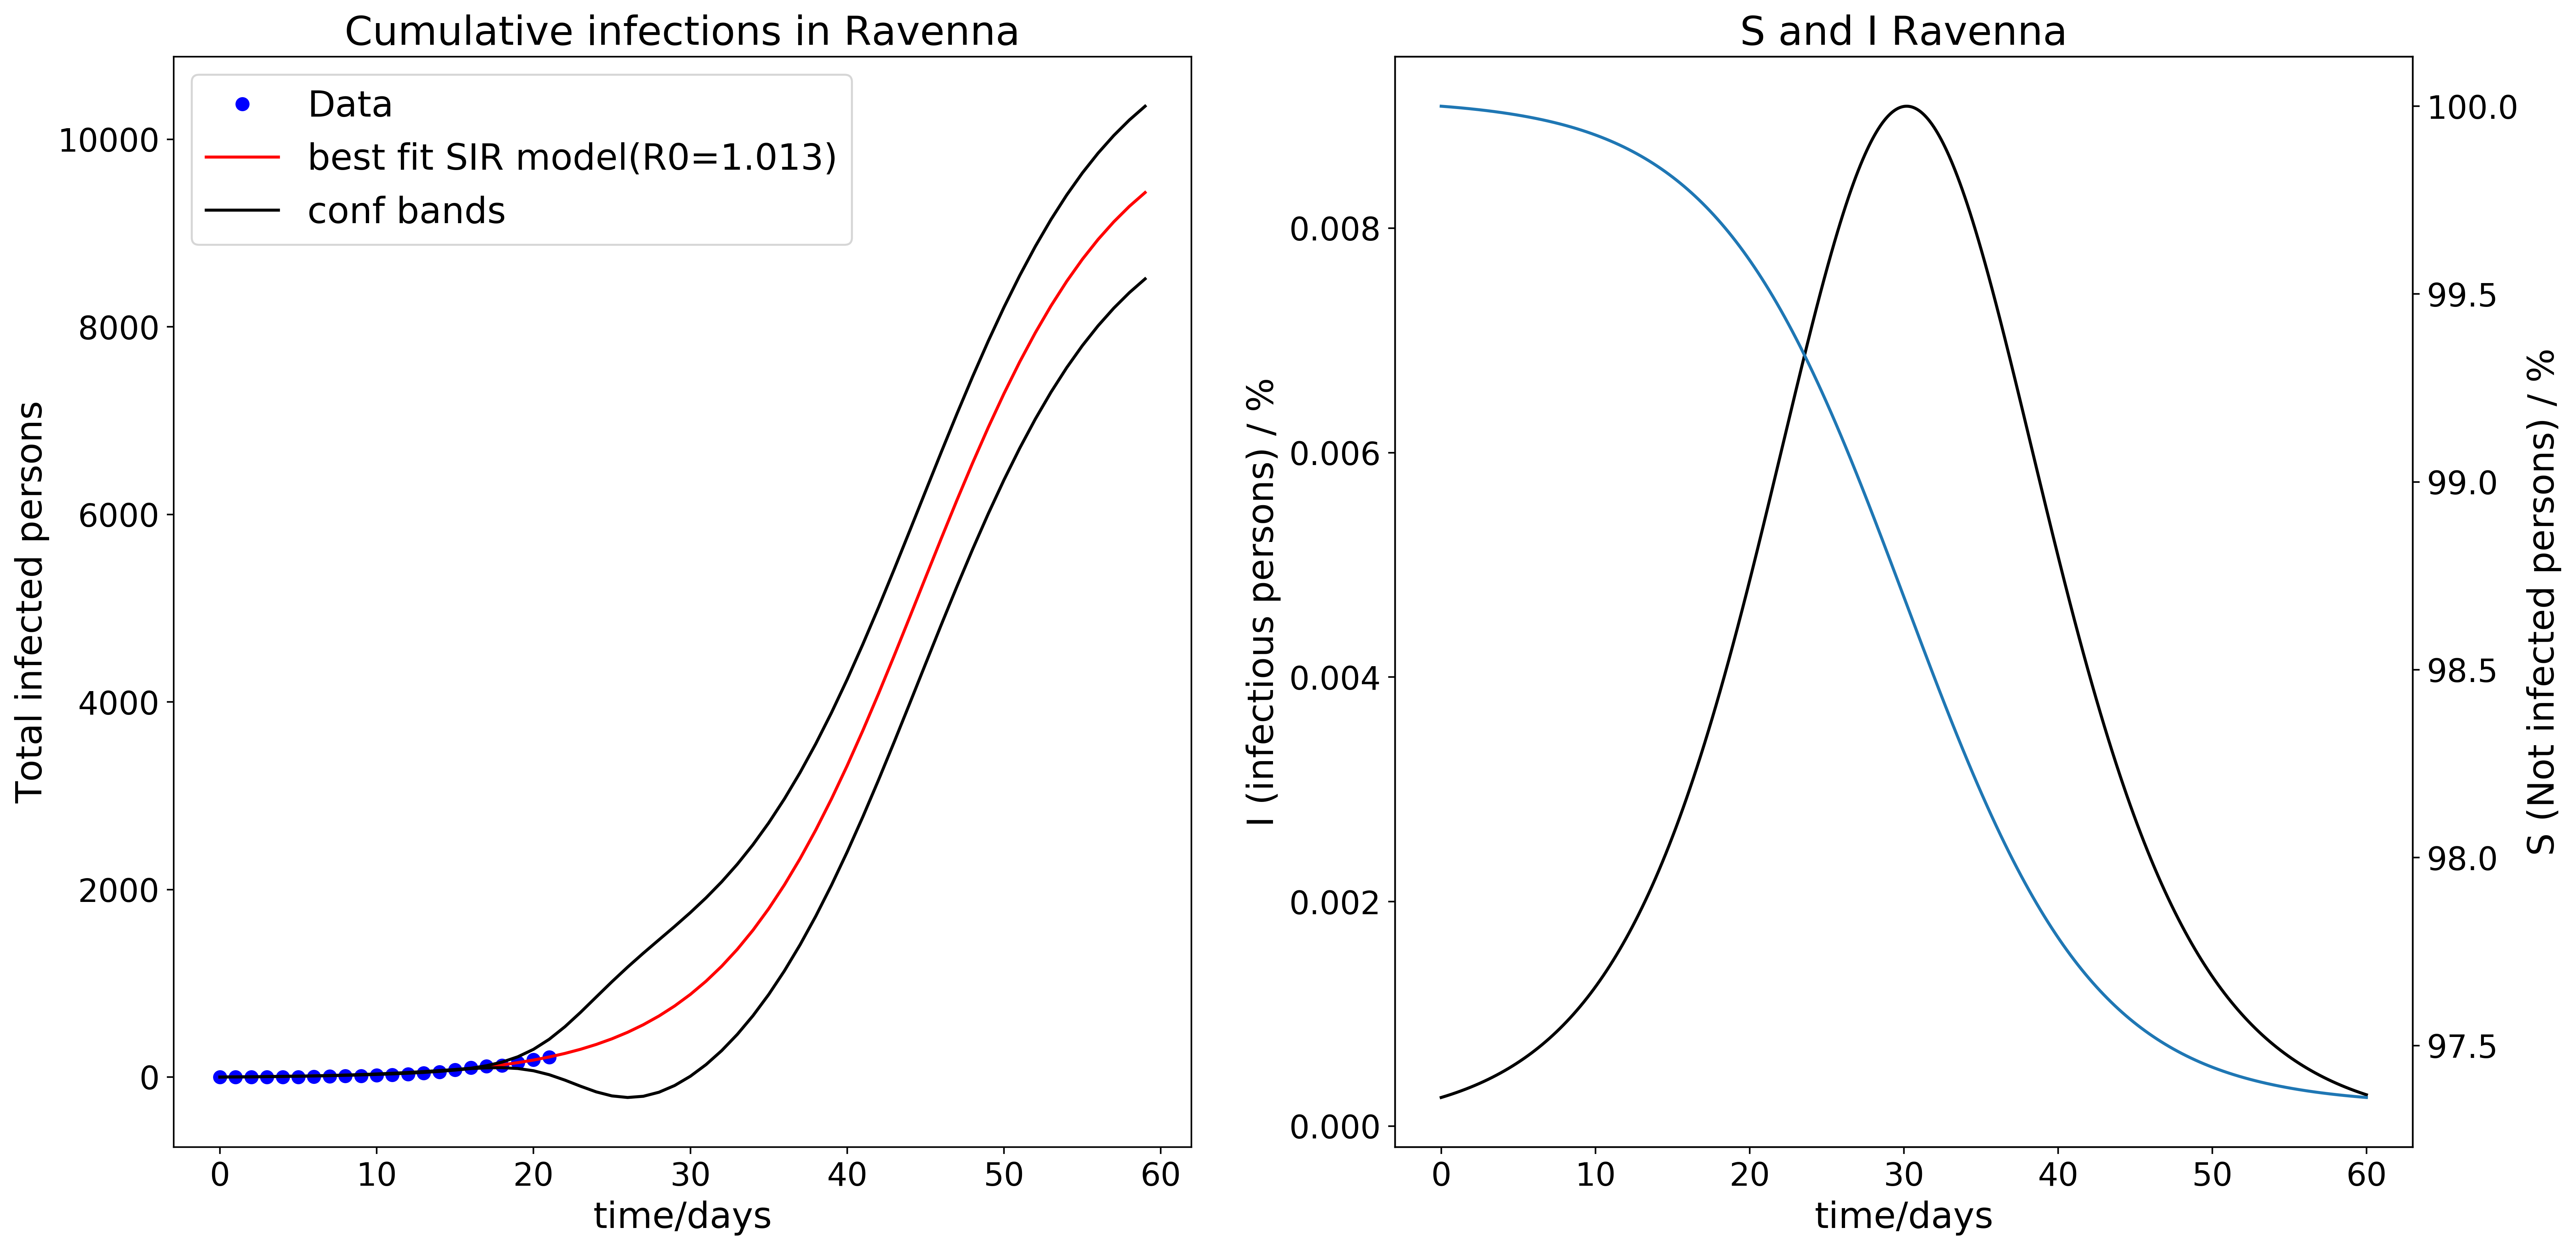 Cumulative infections in Ravenna
Data
best fit SIR model(R0=1.013)
conf bands
10000
8000
6000
4000
2000
0
Total infected persons
0 10 20 30 40 50 60
time/days
S and I Ravenna
0.008
0.006
0.004
0.002
0.000
I (infectious persons) / %
100.0
99.5
99.0
98.5
98.0
97.5
S (Not infected persons) / %
0 10 20 30 40 50 60
time/days